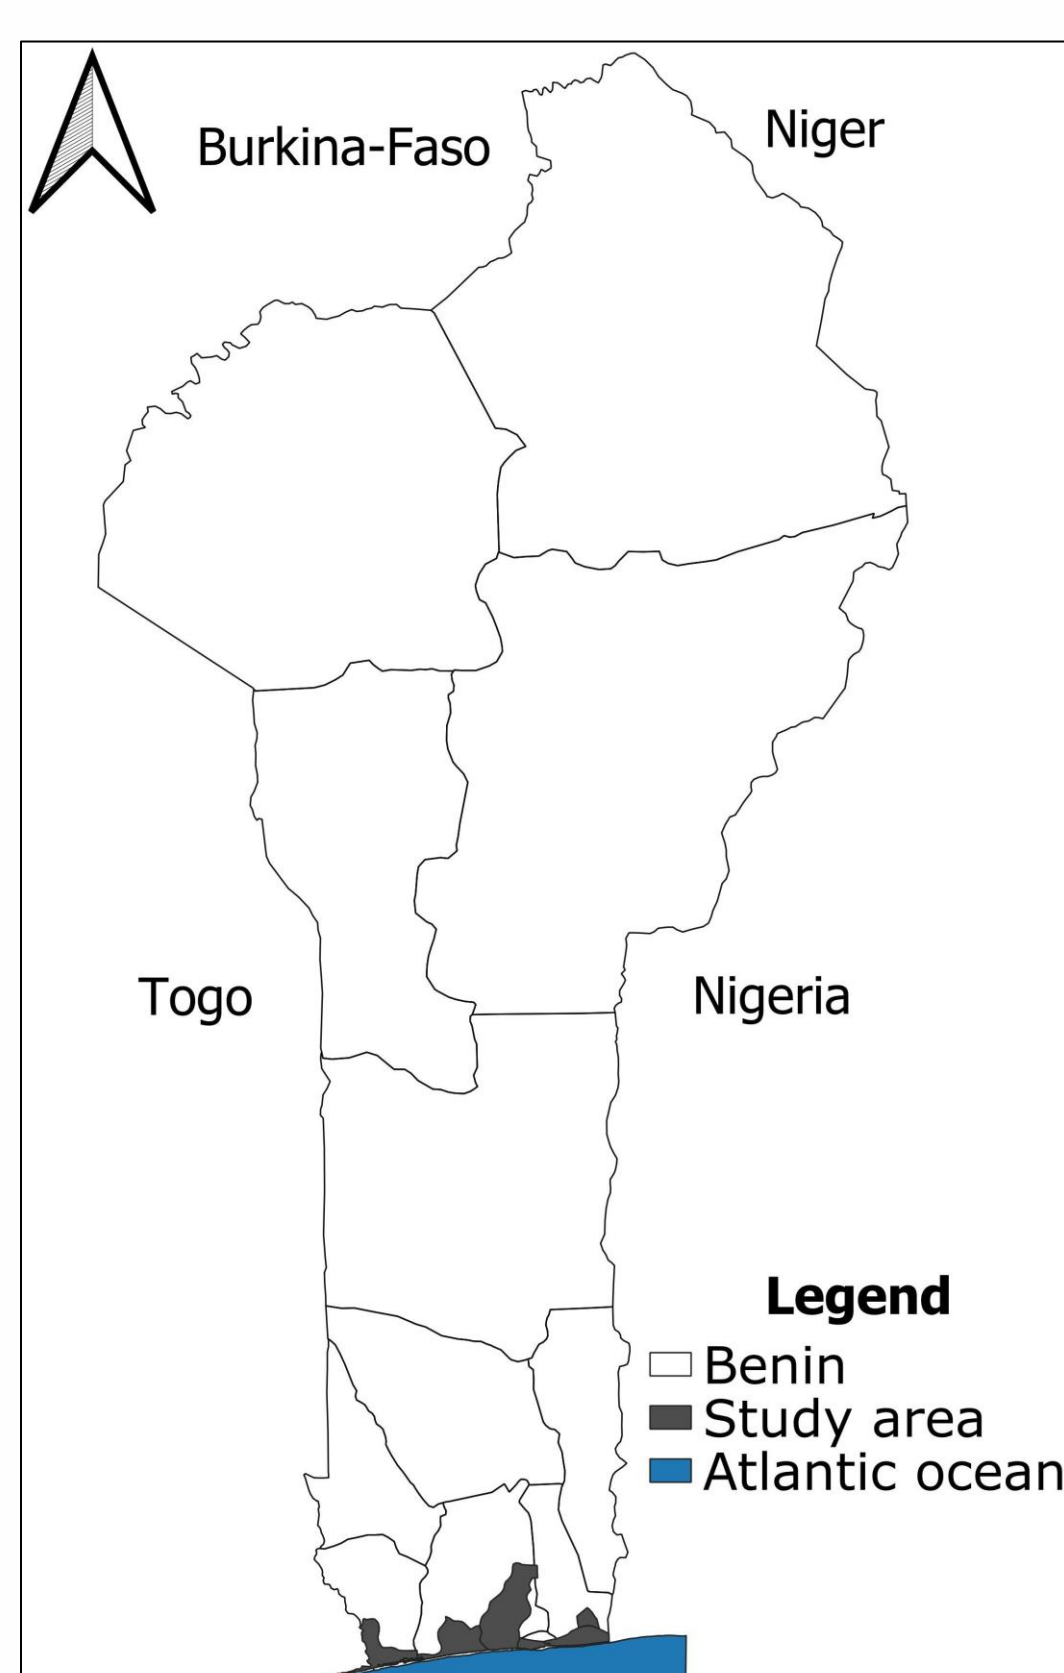 Burkina-Faso
Niger
Togo
Nigeria
Legend
Benin
Study area
Atlantic ocean